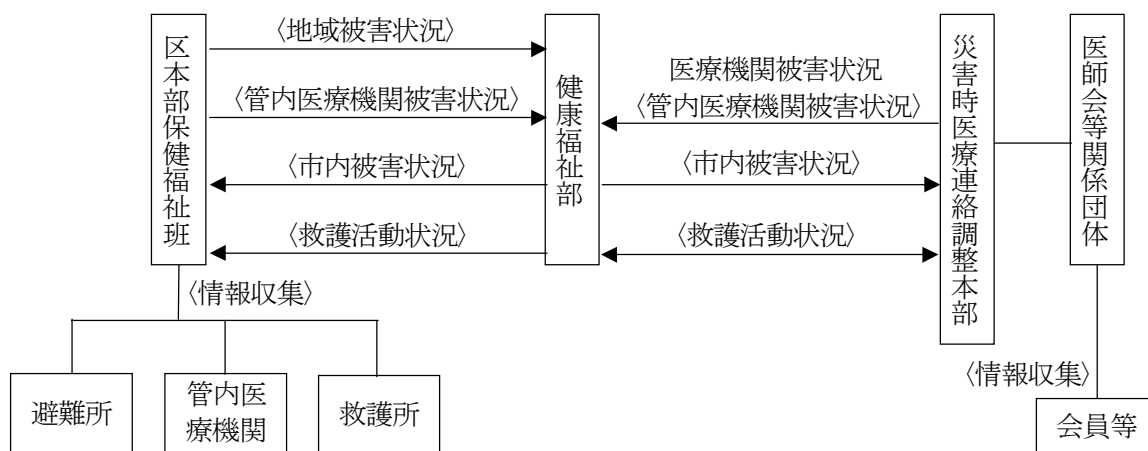 区本部保健福祉班
〈地域被害状況〉
〈管内医療機関被害状況〉
〈市内被害状況〉
〈救護活動状況〉
健康福祉部
医療機関被害状況
〈管内医療機関被害状況〉
〈市内被害状況〉
〈救護活動状況〉
災害時医療連絡調整本部
医師会等関係団体
〈情報収集〉
避難所
管内医
療機関
救護所
〈情報収集〉
会員等